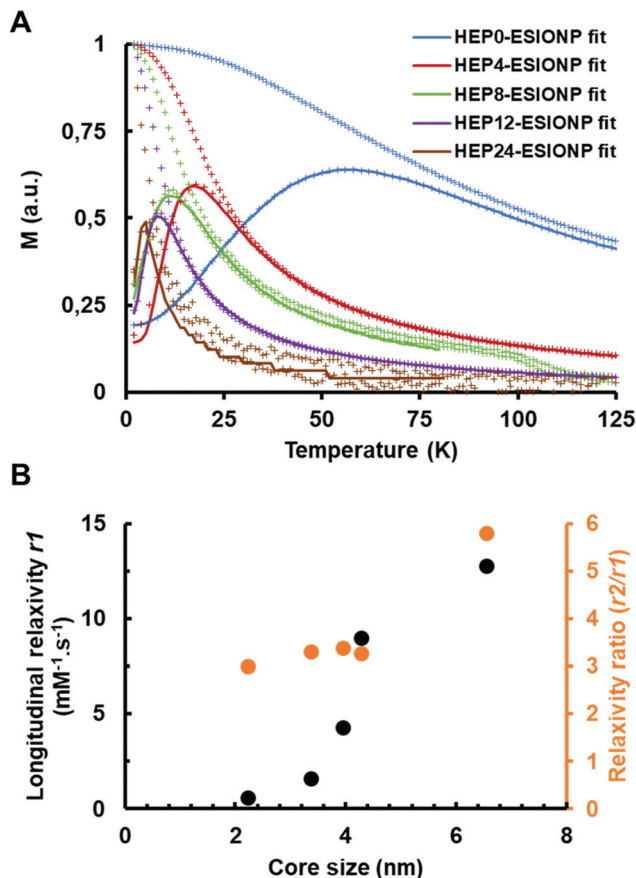 A
HEP0-ESIONP fit
HEP4-ESIONP fit
HEP8-ESIONP fit
HEP12-ESIONP fit
HEP24-ESIONP fit
M (a.u.)
1
0,75
0,5
0,25
0
0 25 50 75 100 125
Temperature (K)
B
Longitudinal relaxivity r1
(mM-1.s-1)
15
10
5
0
6
5
4
3
2
1
0
Relaxivity ratio (r2/r1)
0 2 4 6 8
Core size (nm)